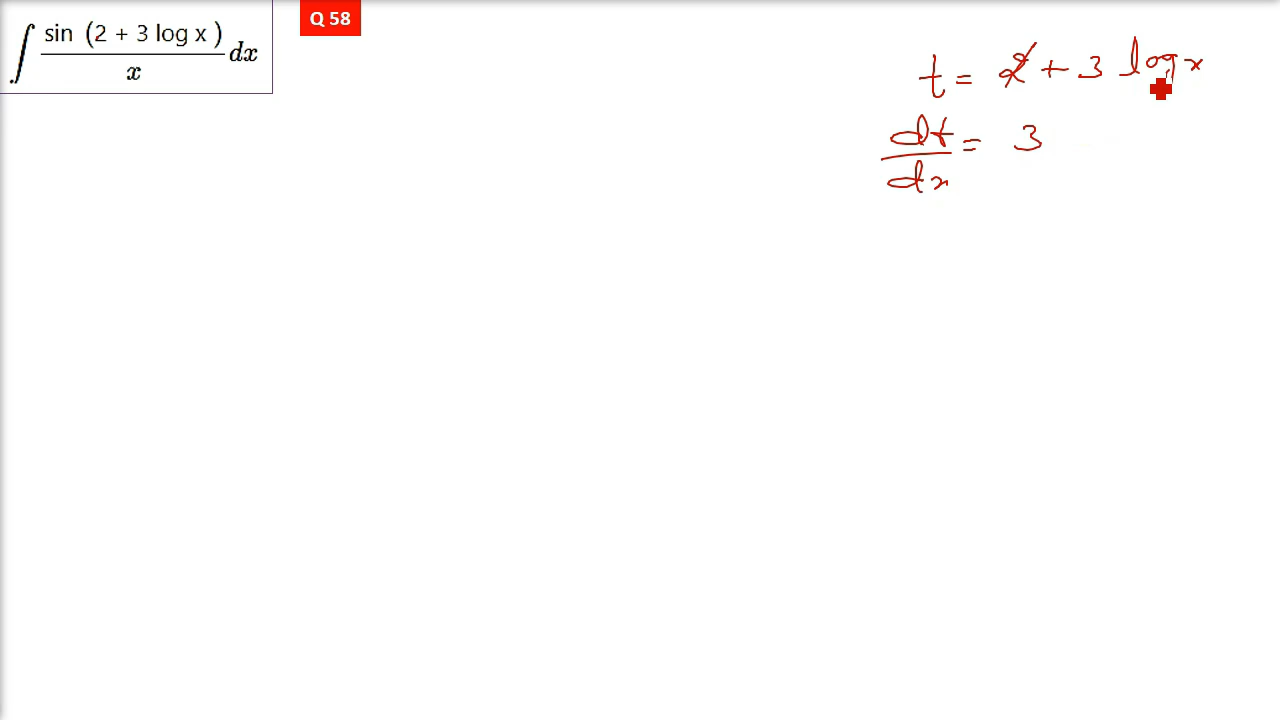 ∫ sin (2 + 3 log x) / x dx
Q 58
t = 2 + 3 log x
dt/dx = 3